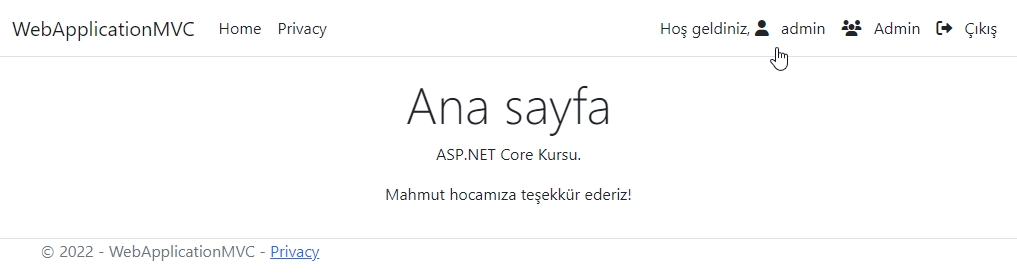 WebApplicationMVC Home Privacy Hoş geldiniz, admin Admin Çıkış
Ana sayfa
ASP.NET Core Kursu.
Mahmut hocamıza teşekkür ederiz!
© 2022 - WebApplicationMVC - Privacy